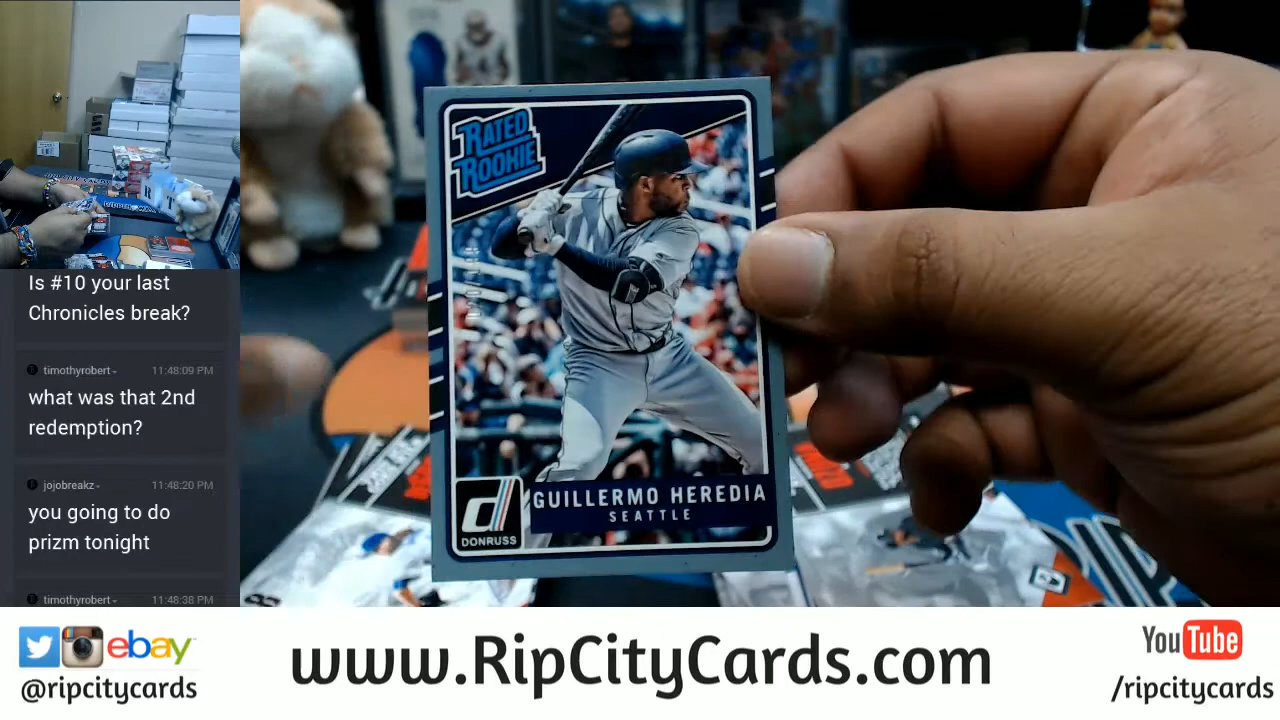 Is #10 your last
Chronicles break?
timothyrobert
11:48:09 PM
what was that 2nd
redemption?
jojobreakz
11:48:20 PM
you going to do
prizm tonight
timothyrobert
11:48:38 PM
RATED
ROOKIE
GUILLERMO HEREDIA
SEATTLE
d
DONRUSS
RIP
ebay
@ripcitycards
www.RipCityCards.com
YouTube
/ripcitycards